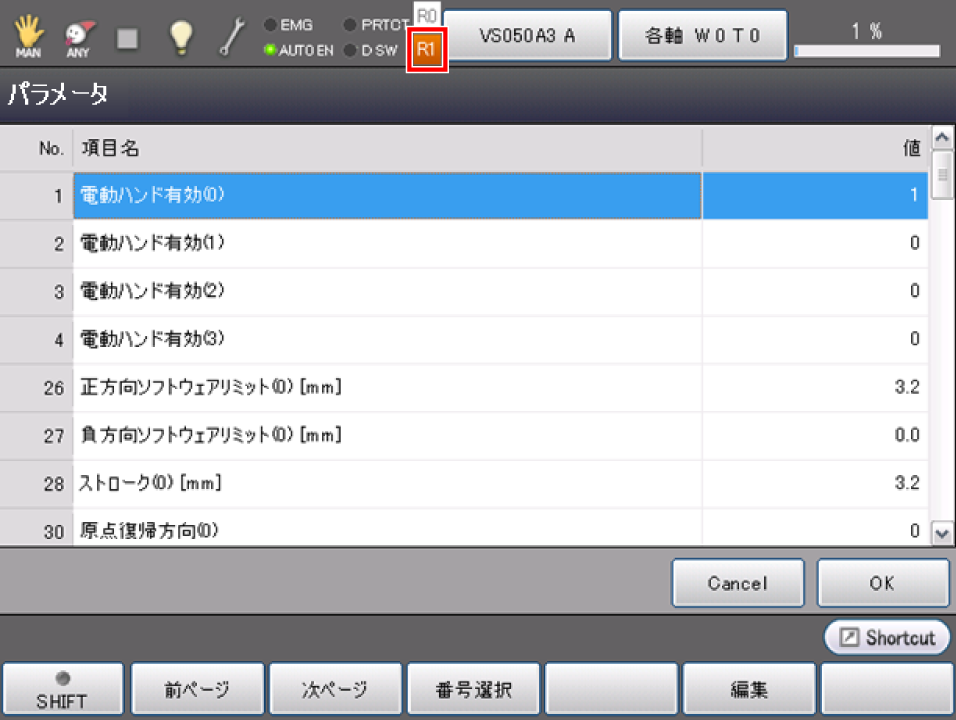 MAN ANY EMG PRTCT R0 VS050A3 A 各軸 W0T0 1 %
AUTO EN D SW R1
パラメータ
No. 項目名 値
1 電動ハンド有効(0) 1
2 電動ハンド有効(1) 0
3 電動ハンド有効(2) 0
4 電動ハンド有効(3) 0
26 正方向ソフトウェアリミット(0) [mm] 3.2
27 負方向ソフトウェアリミット(0) [mm] 0.0
28 ストローク(0) [mm] 3.2
30 原点復帰方向(0) 0
Cancel OK
Shortcut
SHIFT 前ページ 次ページ 番号選択 編集